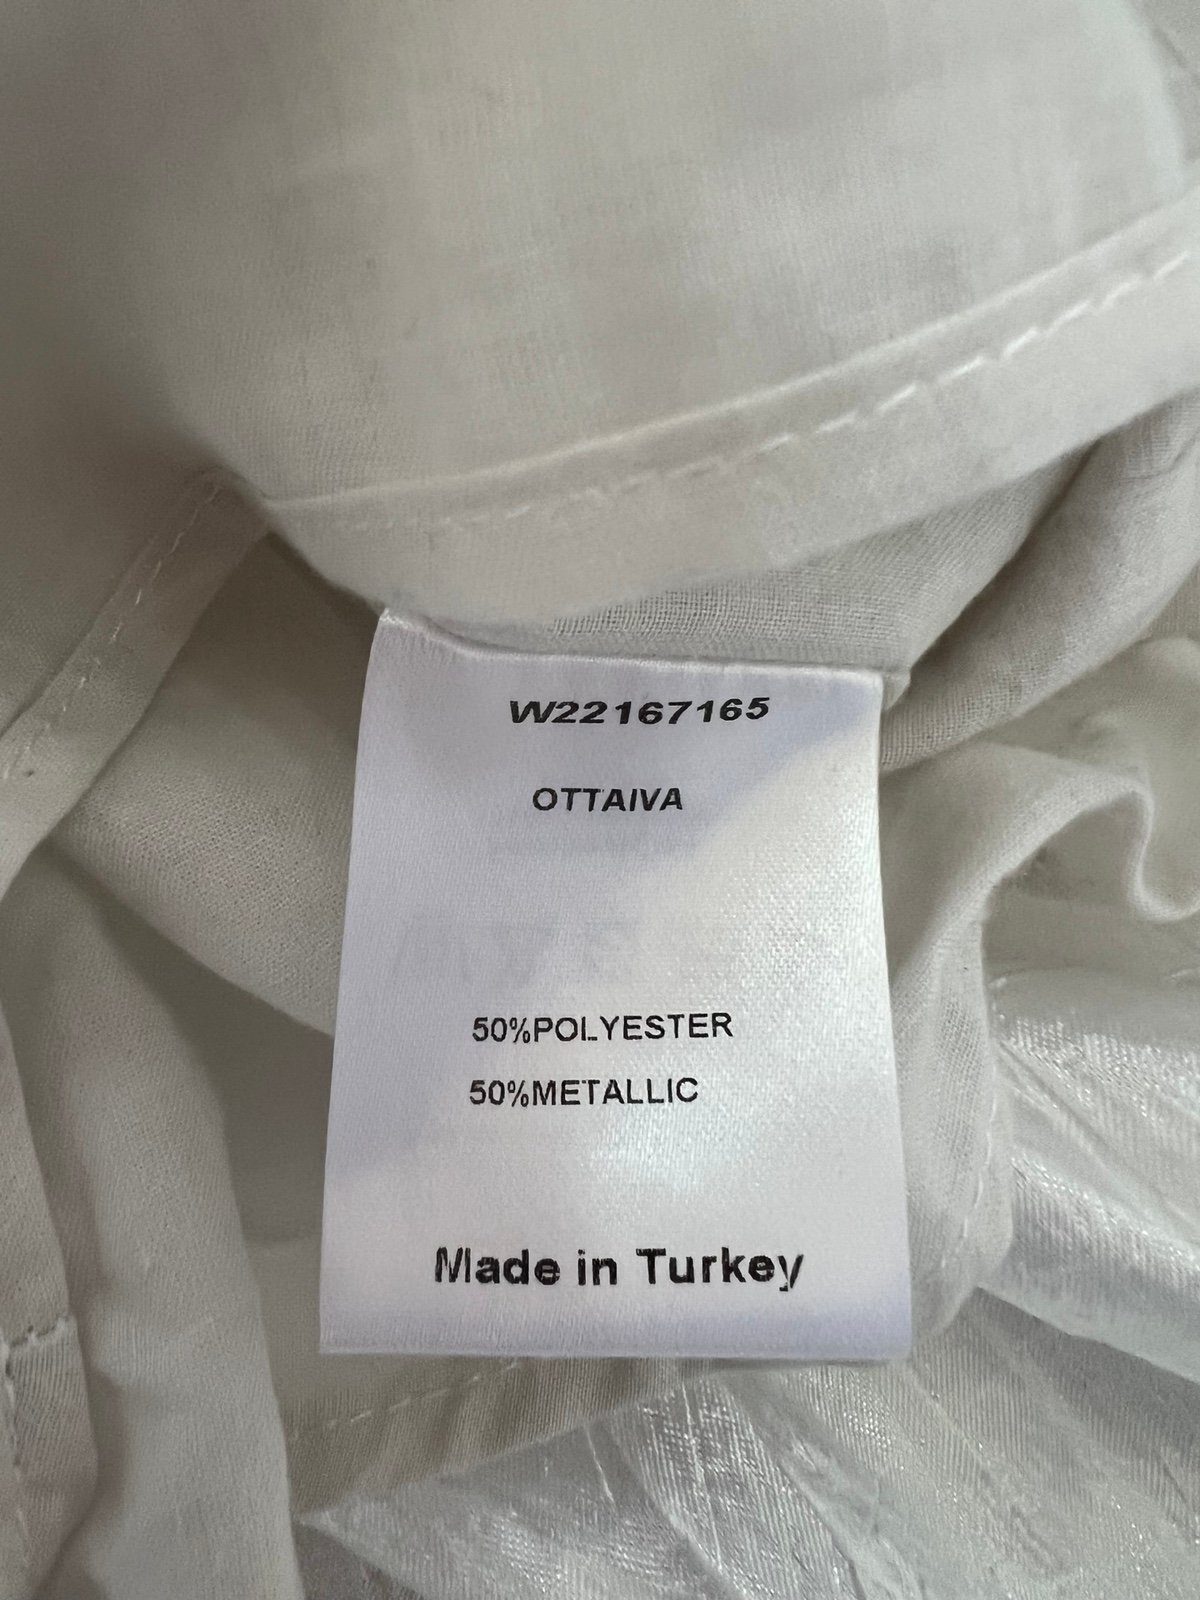 W22167165
OTTAIVA
50%POLYESTER
50%METALLIC
Made in Turkey